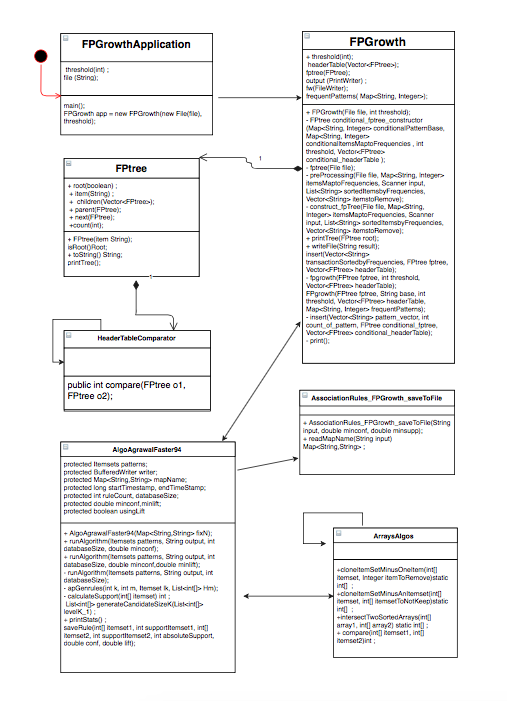 FPGrowthApplication
threshold(int) ;
file (String);
main();
FPGrowth app = new FPGrowth(new File(file),
threshold);
FPGrowth
+ threshold(int);
headerTable(Vector<FPtree>);
fptree(FPtree);
output (PrintWriter) ;
fw(FileWriter);
frequentPatterns( Map<String, Integer>);
+ FPGrowth(File file, int threshold);
- FPtree conditional_fptree_constructor
(Map<String, Integer> conditionalPatternBase,
Map<String, Integer>
conditionalItemsMaptoFrequencies , int
threshold, Vector<FPtree>
conditional_headerTable );
- fptree(File file);
- preProcessing(File file, Map<String, Integer>
itemsMaptoFrequencies, Scanner input,
List<String> sortedItemsbyFrequencies,
Vector<String> itemstoRemove);
- construct_fpTree(File file, Map<String,
Integer> itemsMaptoFrequencies, Scanner
input, List<String> sortedItemsbyFrequencies,
Vector<String> itemstoRemove);
+ printTree(FPtree root);
+ writeFile(String result);
insert(Vector<String>
transactionSortedbyFrequencies, FPtree fptree,
Vector<FPtree> headerTable);
- fpgrowth(FPtree fptree, int threshold,
Vector<FPtree> headerTable);
FPgrowth(FPtree fptree, String base, int
threshold, Vector<FPtree> headerTable,
Map<String, Integer> frequentPatterns);
- insert(Vector<String> pattern_vector, int
count_of_pattern, FPtree conditional_fptree,
Vector<FPtree> conditional_headerTable);
- print();
1
FPtree
+ root(boolean) ;
+ item(String) ;
+ children(Vector<FPtree>);
+ parent(FPtree);
+ next(FPtree);
+count(int);
+ FPtree(item String);
isRoot()Root;
+ toString() String;
printTree();
1
HeaderTableComparator
public int compare(FPtree o1,
FPtree o2);
AssociationRules_FPGrowth_saveToFile
+ AssociationRules_FPGrowth_saveToFile(String
input, double minconf, double minsupp);
+ readMapName(String input)
Map<String,String> ;
AlgoAgrawalFaster94
protected Itemsets patterns;
protected BufferedWriter writer;
protected Map<String,String> mapName;
protected long startTimestamp, endTimeStamp;
protected int ruleCount, databaseSize;
protected double minconf,minlift;
protected boolean usingLift
+ AlgoAgrawalFaster94(Map<String,String> fixN);
+ runAlgorithm(Itemsets patterns, String output, int
databaseSize, double minconf);
+ runAlgorithm(Itemsets patterns, String output, int
databaseSize, double minconf,double minlift);
- runAlgorithm(Itemsets patterns, String output, int
databaseSize);
- apGenrules(int k, int m, Itemset lk, List<int[]> Hm);
- calculateSupport(int[] itemset) int ;
List<int[]> generateCandidateSizeK(List<int[]>
levelK_1) ;
+ printStats() ;
saveRule(int[] itemset1, int supportItemset1, int[]
itemset2, int supportItemset2, int absoluteSupport,
double conf, double lift);
ArraysAlgos
+cloneItemSetMinusOneItem(int[]
itemset, Integer itemToRemove)static
int[] ;
+cloneItemSetMinusAnItemset(int[]
itemset, int[] itemsetToNotKeep)static
int[] ;
+intersectTwoSortedArrays(int[]
array1, int[] array2) static int[] ;
+ compare(int[] itemset1, int[]
itemset2)int ;